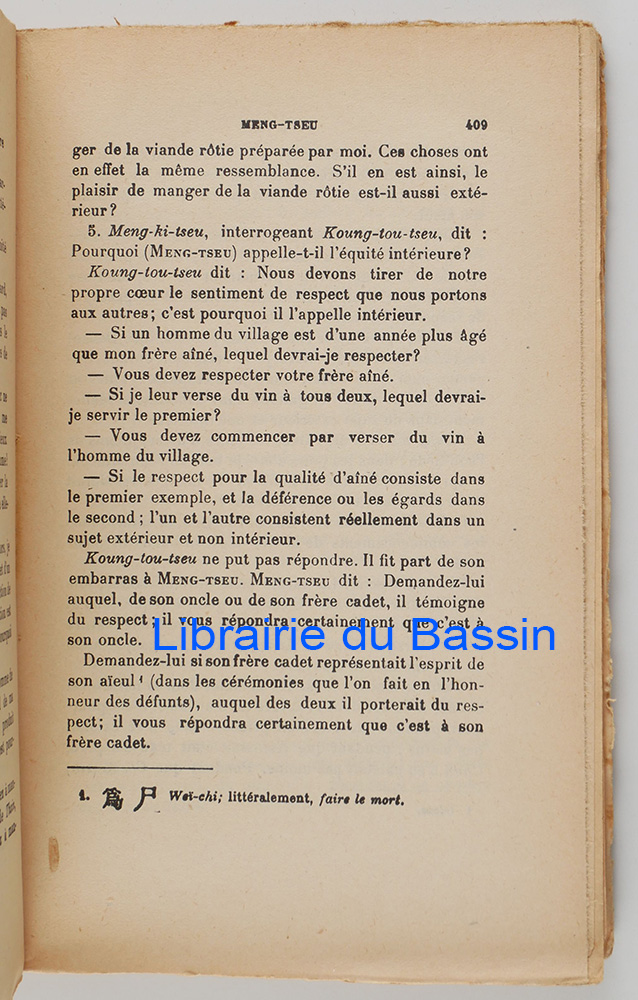 MENG-TSEU 409
ger de la viande rôtie préparée par moi. Ces choses ont
en effet la même ressemblance. S'il en est ainsi, le
plaisir de manger de la viande rôtie est-il aussi exté-
rieur?
5. Meng-ki-tseu, interrogeant Koung-tou-tseu, dit :
Pourquoi (MENG-TSEU) appelle-t-il l'équité intérieure?
Koung-tou-tseu dit : Nous devons tirer de notre
propre cœur le sentiment de respect que nous portons
aux autres; c'est pourquoi il l'appelle intérieur.
— Si un homme du village est d'une année plus âgé
que mon frère aîné, lequel devrai-je respecter?
— Vous devez respecter votre frère aîné.
— Si je leur verse du vin à tous deux, lequel devrai-
je servir le premier?
— Vous devez commencer par verser du vin à
l'homme du village.
— Si le respect pour la qualité d'aîné consiste dans
le premier exemple, et la déférence ou les égards dans
le second; l'un et l'autre consistent réellement dans un
sujet extérieur et non intérieur.
Koung-tou-tseu ne put pas répondre. Il fit part de son
embarras à MENG-TSEU. MENG-TSEU dit : Demandez-lui
auquel, de son oncle ou de son frère cadet, il témoigne
du respect; il vous répondra certainement que c'est à
son oncle.
Librairie du Bassin
Demandez-lui si son frère cadet représentait l'esprit de
son aïeul¹ (dans les cérémonies que l'on fait en l'hon-
neur des défunts), auquel des deux il porterait du res-
pect; il vous répondra certainement que c'est à son
frère cadet.
1. 爲 尸 Weï-chi; littéralement, faire le mort.